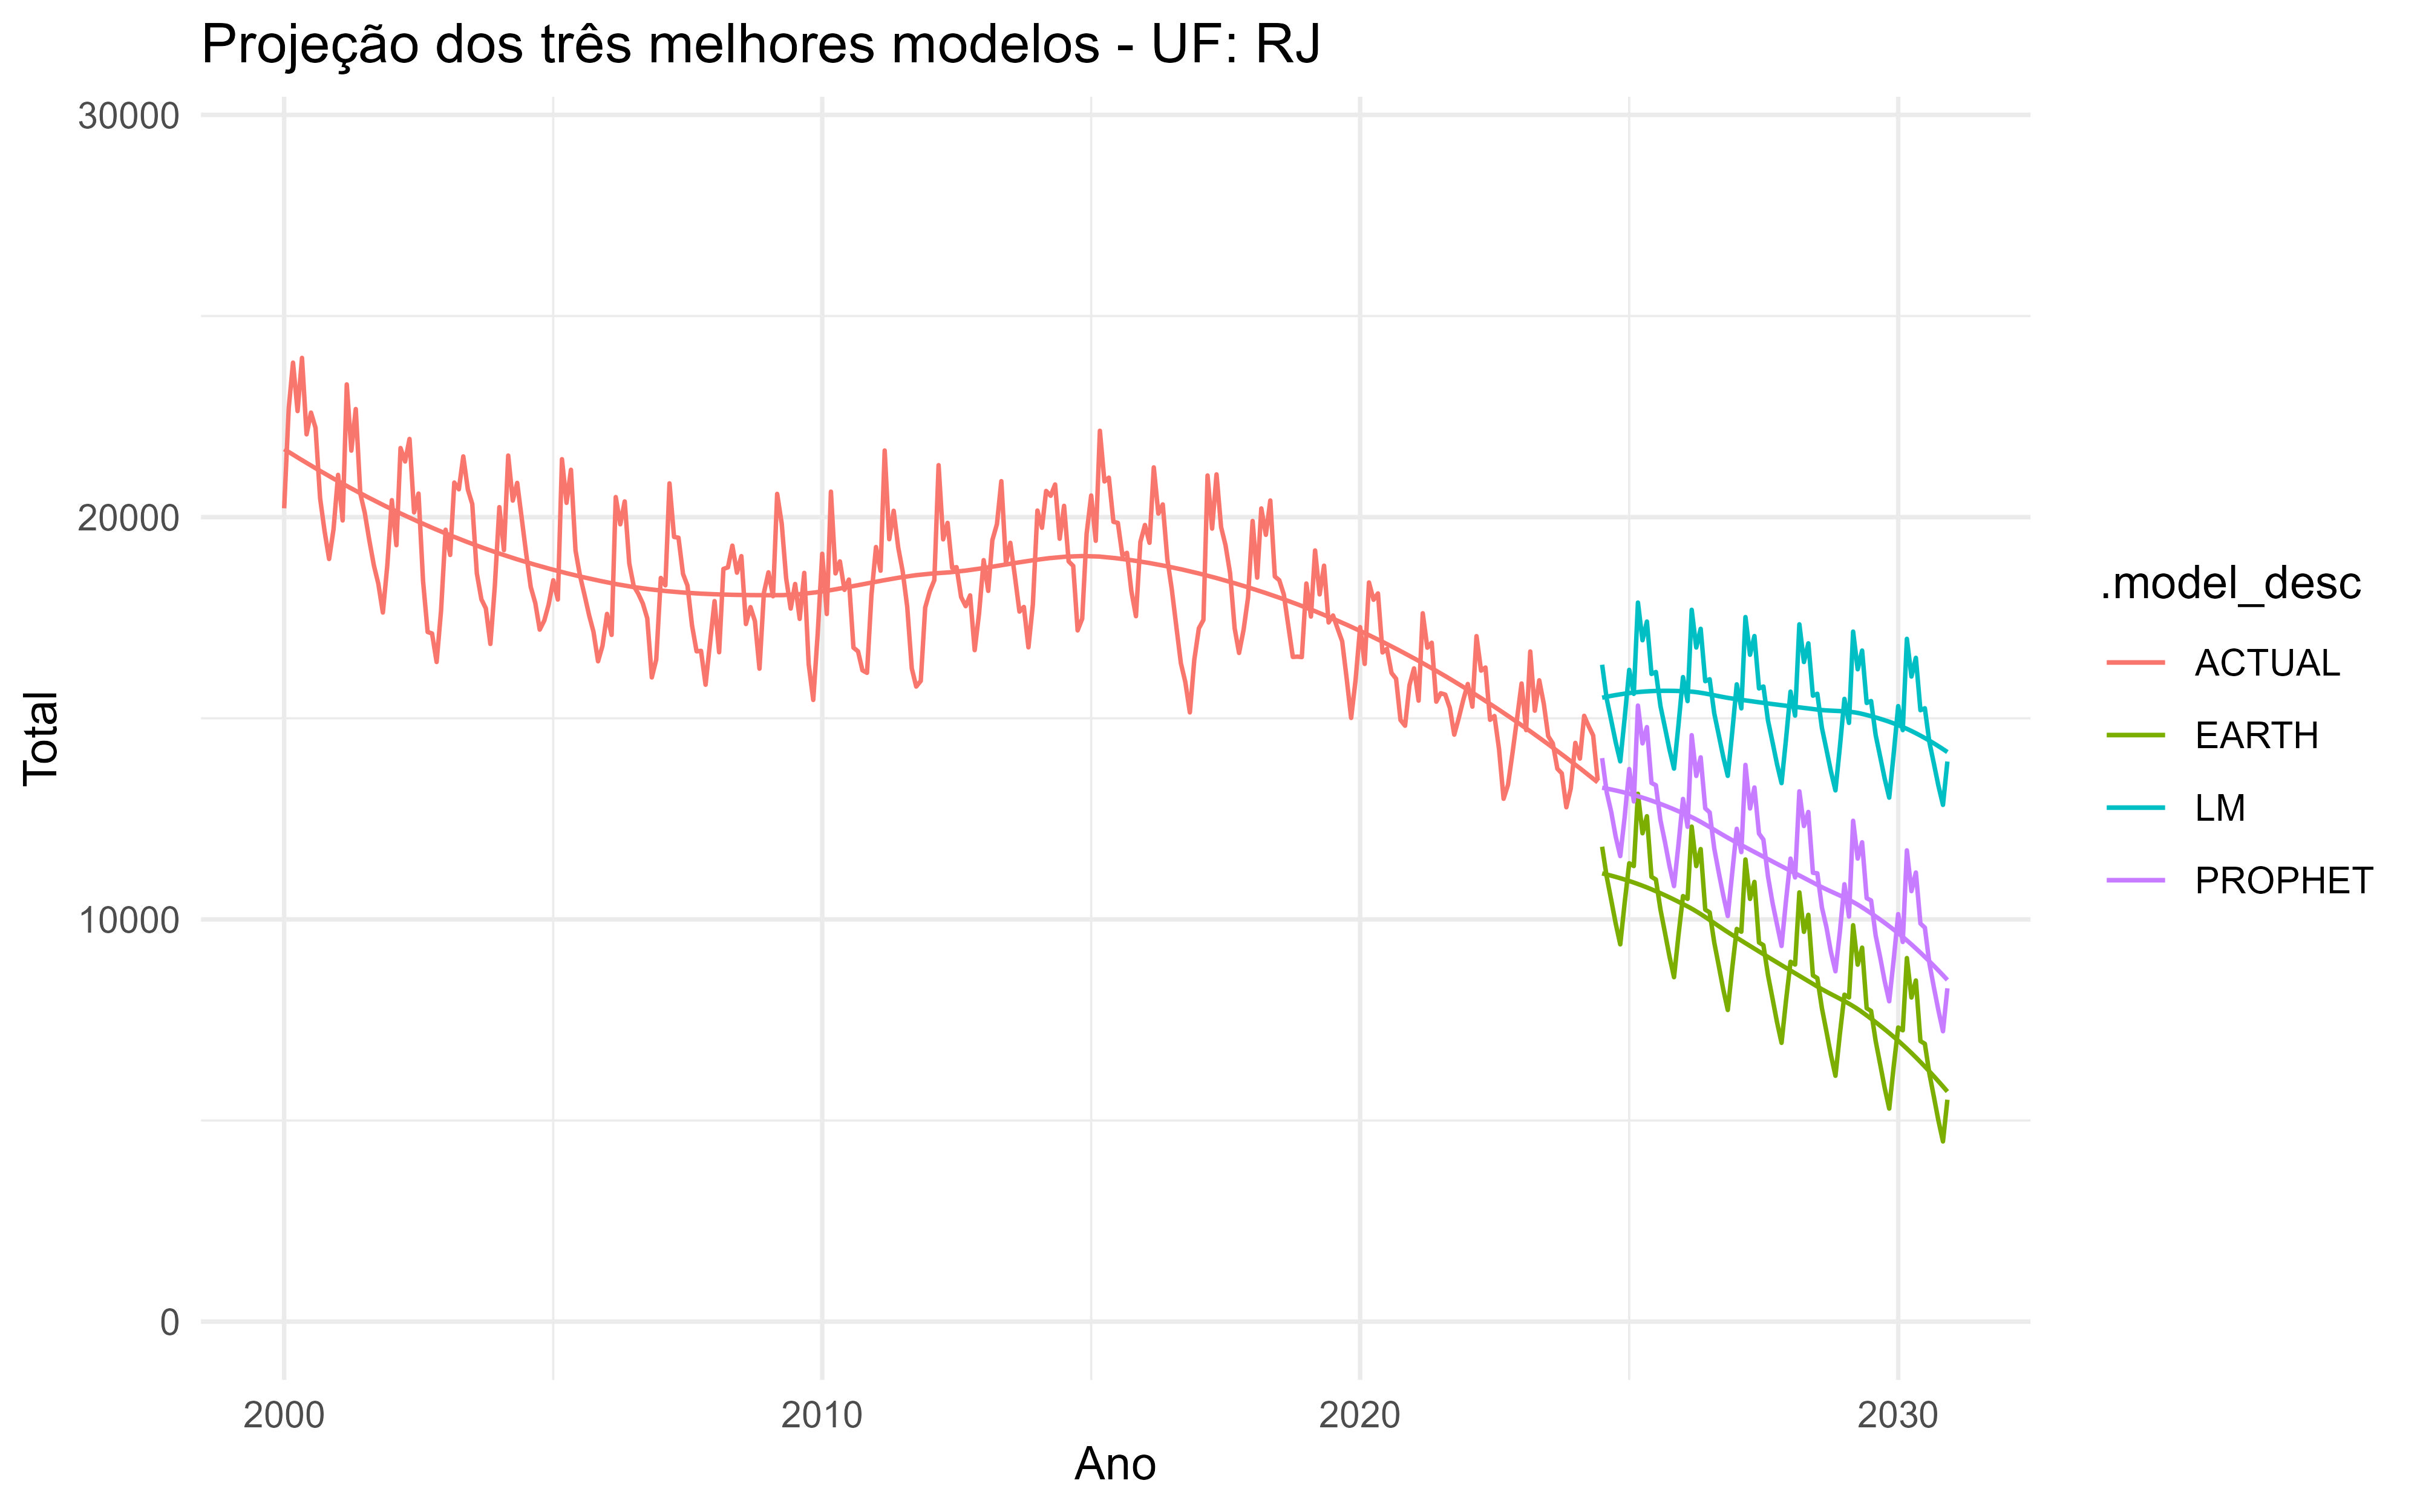 Projeção dos três melhores modelos - UF: RJ
30000
20000
10000
0
Total
2000
2010
2020
2030
Ano
.model_desc
ACTUAL
EARTH
LM
PROPHET